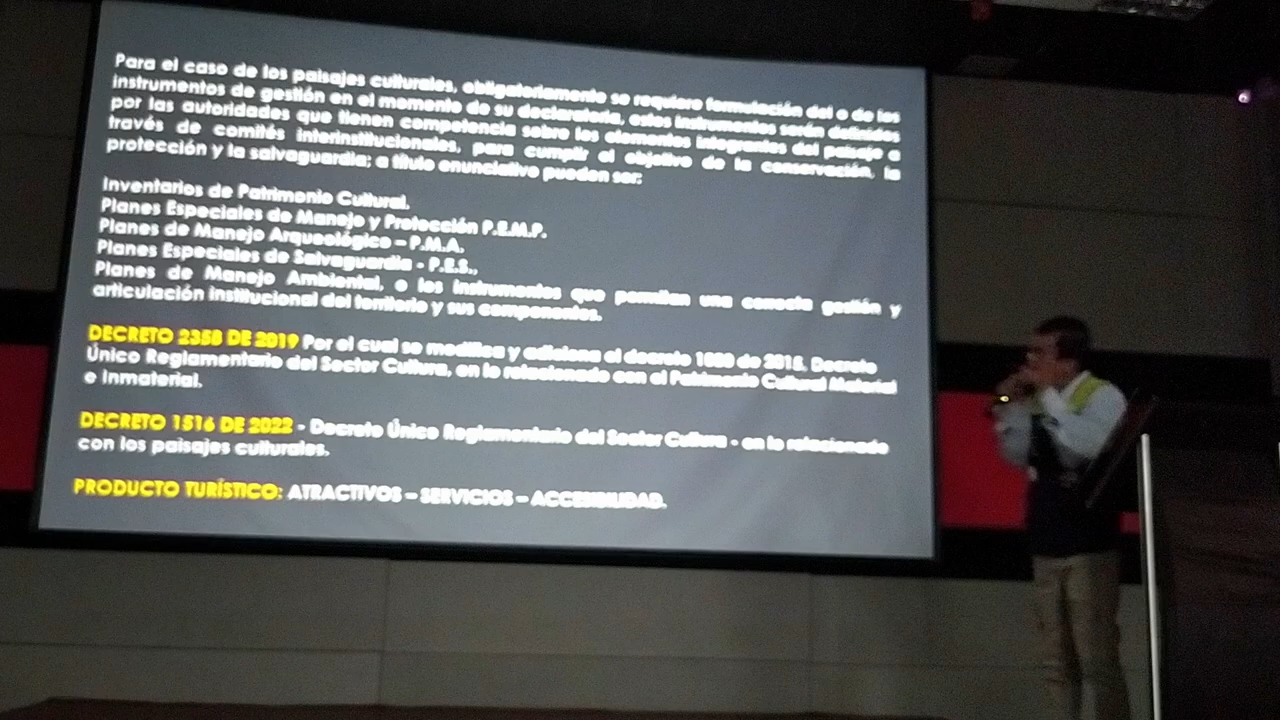 Para el caso de los paisajes culturales, obligatoriamente se requiere formulación del o de los
instrumentos de gestión en el momento de su declaratoria, estos instrumentos serán definidos
por las autoridades que tienen competencia sobre los elementos integrantes del paisaje a
través de comités interinstitucionales, para cumplir el objetivo de la conservación, la
protección y la salvaguardia; a título enunciativo pueden ser:
Inventarios de Patrimonio Cultural.
Planes Especiales de Manejo y Protección P.E.M.P.
Planes de Manejo Arqueológico – P.M.A.
Planes Especiales de Salvaguardia - P.E.S.,
Planes de Manejo Ambiental, o los instrumentos que permitan una correcta gestión y
articulación institucional del territorio y sus componentes.
DECRETO 2358 DE 2019 Por el cual se modifica y adiciona el decreto 1080 de 2015, Decreto
Único Reglamentario del Sector Cultura, en lo relacionado con el Patrimonio Cultural Material
e Inmaterial.
DECRETO 1516 DE 2022 - Decreto Único Reglamentario del Sector Cultura - en lo relacionado
con los paisajes culturales.
PRODUCTO TURÍSTICO: ATRACTIVOS – SERVICIOS – ACCESIBILIDAD.